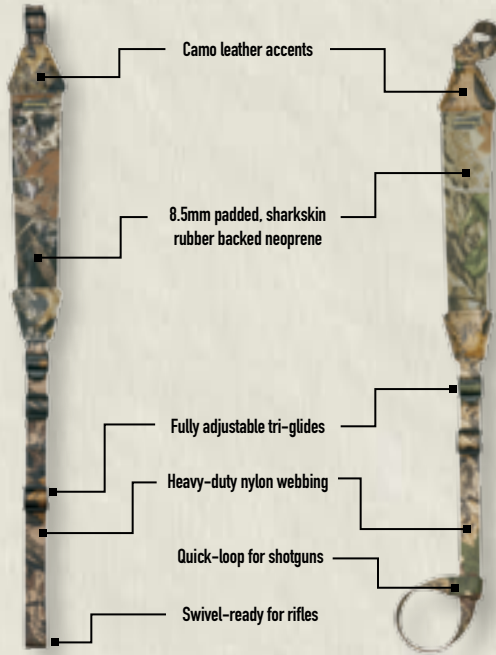 Camo leather accents
8.5mm padded, sharkskin
rubber backed neoprene
Fully adjustable tri-glides
Heavy-duty nylon webbing
Quick-loop for shotguns
Swivel-ready for rifles